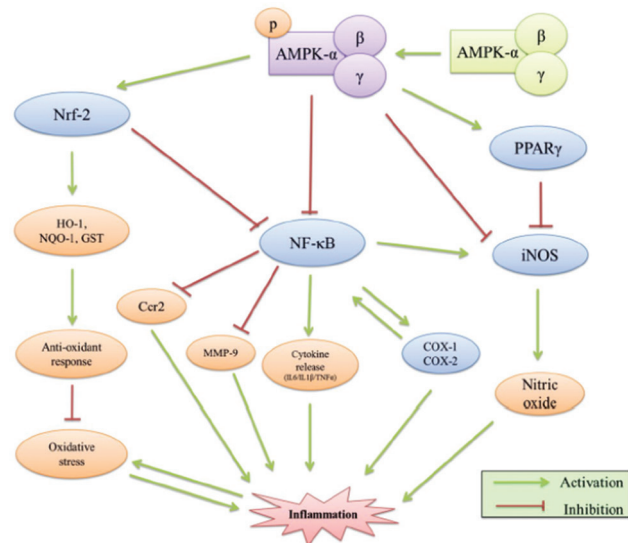 p
AMPK-α
β
γ
AMPK-α
β
γ
Nrf-2
PPARγ
HO-1,
NQO-1, GST
NF-κB
iNOS
Ccr2
MMP-9
Cytokine
release
(IL6/IL1β/TNFα)
COX-1
COX-2
Anti-oxidant
response
Nitric
oxide
Oxidative
stress
Inflammation
Activation
Inhibition